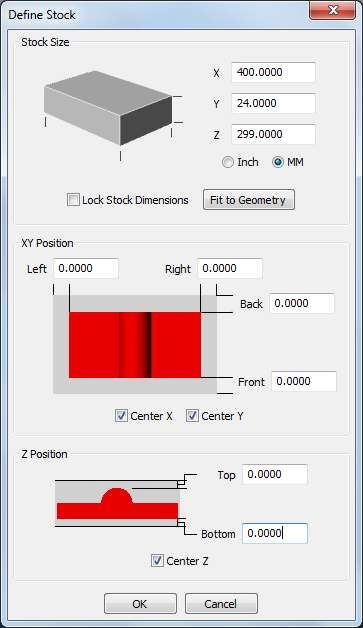 Define Stock
Stock Size
X 400.0000
Y 24.0000
Z 299.0000
Inch MM
Lock Stock Dimensions Fit to Geometry
XY Position
Left 0.0000 Right 0.0000
Back 0.0000
Front 0.0000
Center X Center Y
Z Position
Top 0.0000
Bottom 0.0000
Center Z
OK Cancel